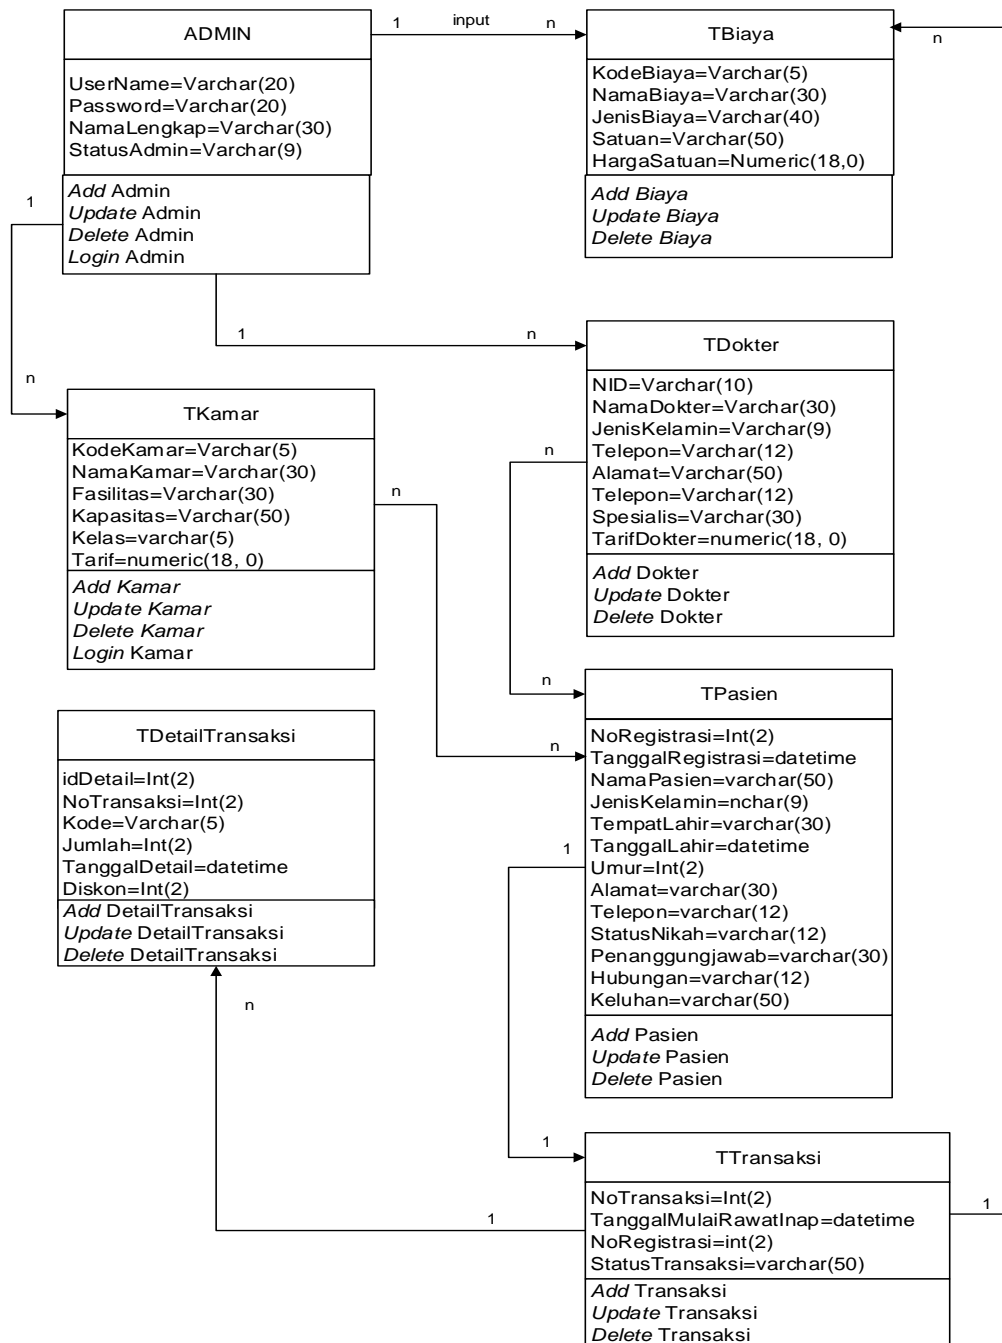 ADMIN
UserName=Varchar(20)
Password=Varchar(20)
NamaLengkap=Varchar(30)
StatusAdmin=Varchar(9)
Add Admin
Update Admin
Delete Admin
Login Admin
1
input
n
TBiaya
KodeBiaya=Varchar(5)
NamaBiaya=Varchar(30)
JenisBiaya=Varchar(40)
Satuan=Varchar(50)
HargaSatuan=Numeric(18,0)
Add Biaya
Update Biaya
Delete Biaya
n
1
n
1
n
TDokter
NID=Varchar(10)
NamaDokter=Varchar(30)
JenisKelamin=Varchar(9)
Telepon=Varchar(12)
Alamat=Varchar(50)
Telepon=Varchar(12)
Spesialis=Varchar(30)
TarifDokter=numeric(18, 0)
Add Dokter
Update Dokter
Delete Dokter
TKamar
KodeKamar=Varchar(5)
NamaKamar=Varchar(30)
Fasilitas=Varchar(30)
Kapasitas=Varchar(50)
Kelas=varchar(5)
Tarif=numeric(18, 0)
Add Kamar
Update Kamar
Delete Kamar
Login Kamar
n
n
n
n
TPasien
NoRegistrasi=Int(2)
TanggalRegistrasi=datetime
NamaPasien=varchar(50)
JenisKelamin=nchar(9)
TempatLahir=varchar(30)
TanggalLahir=datetime
Umur=Int(2)
Alamat=varchar(30)
Telepon=varchar(12)
StatusNikah=varchar(12)
Penanggungjawab=varchar(30)
Hubungan=varchar(12)
Keluhan=varchar(50)
Add Pasien
Update Pasien
Delete Pasien
TDetailTransaksi
idDetail=Int(2)
NoTransaksi=Int(2)
Kode=Varchar(5)
Jumlah=Int(2)
TanggalDetail=datetime
Diskon=Int(2)
Add DetailTransaksi
Update DetailTransaksi
Delete DetailTransaksi
n
1
1
1
1
TTransaksi
NoTransaksi=Int(2)
TanggalMulaiRawatInap=datetime
NoRegistrasi=int(2)
StatusTransaksi=varchar(50)
Add Transaksi
Update Transaksi
Delete Transaksi